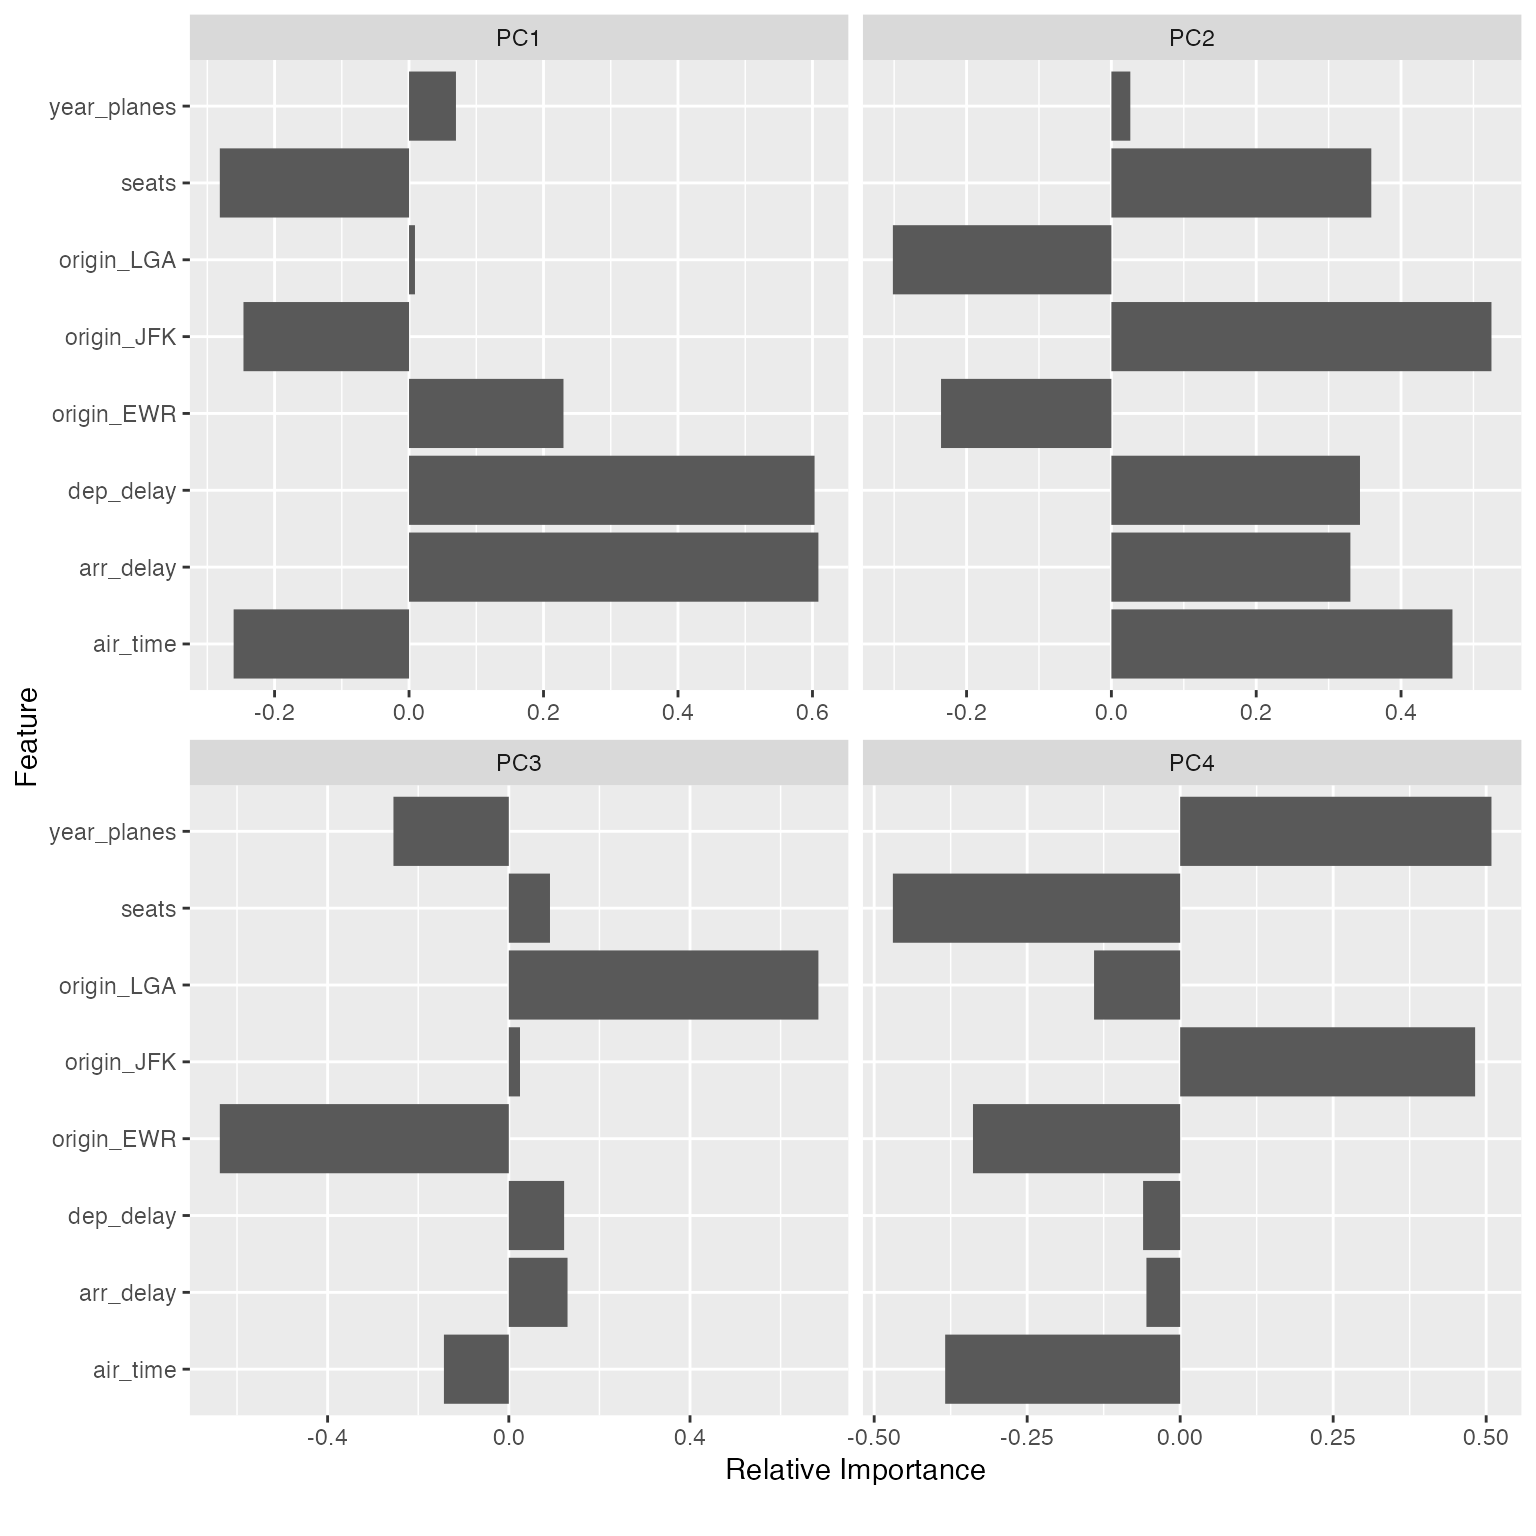 PC1
PC2
year_planes
seats
origin_LGA
origin_JFK
origin_EWR
dep_delay
arr_delay
air_time
-0.2 0.0 0.2 0.4 0.6
-0.2 0.0 0.2 0.4
Feature
PC3
PC4
year_planes
seats
origin_LGA
origin_JFK
origin_EWR
dep_delay
arr_delay
air_time
-0.4 0.0 0.4
-0.50 -0.25 0.00 0.25 0.50
Relative Importance